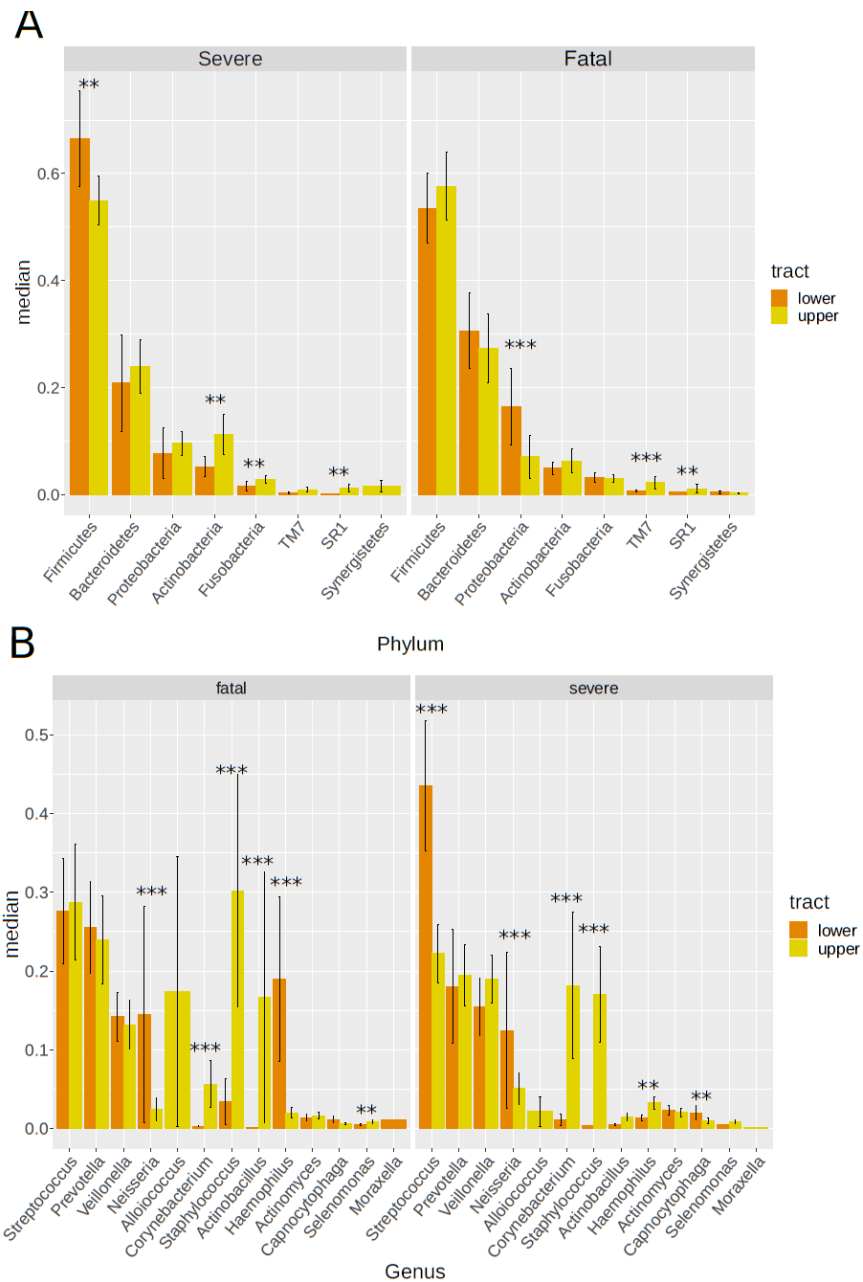 A
Severe
Fatal
**
**
**
**
***
***
**
0.6
0.4
0.2
0.0
median
Firmicutes
Bacteroidetes
Proteobacteria
Actinobacteria
Fusobacteria
TM7
SR1
Synergistetes
Firmicutes
Bacteroidetes
Proteobacteria
Actinobacteria
Fusobacteria
TM7
SR1
Synergistetes
Phylum
tract
lower
upper
B
fatal
severe
***
***
***
***
***
**
***
***
***
***
**
**
0.5
0.4
0.3
0.2
0.1
0.0
median
Streptococcus
Prevotella
Veillonella
Neisseria
Alloiococcus
Corynebacterium
Staphylococcus
Actinobacillus
Haemophilus
Actinomyces
Capnocytophaga
Selenomonas
Moraxella
Streptococcus
Prevotella
Veillonella
Neisseria
Alloiococcus
Corynebacterium
Staphylococcus
Actinobacillus
Haemophilus
Actinomyces
Capnocytophaga
Selenomonas
Moraxella
Genus
tract
lower
upper